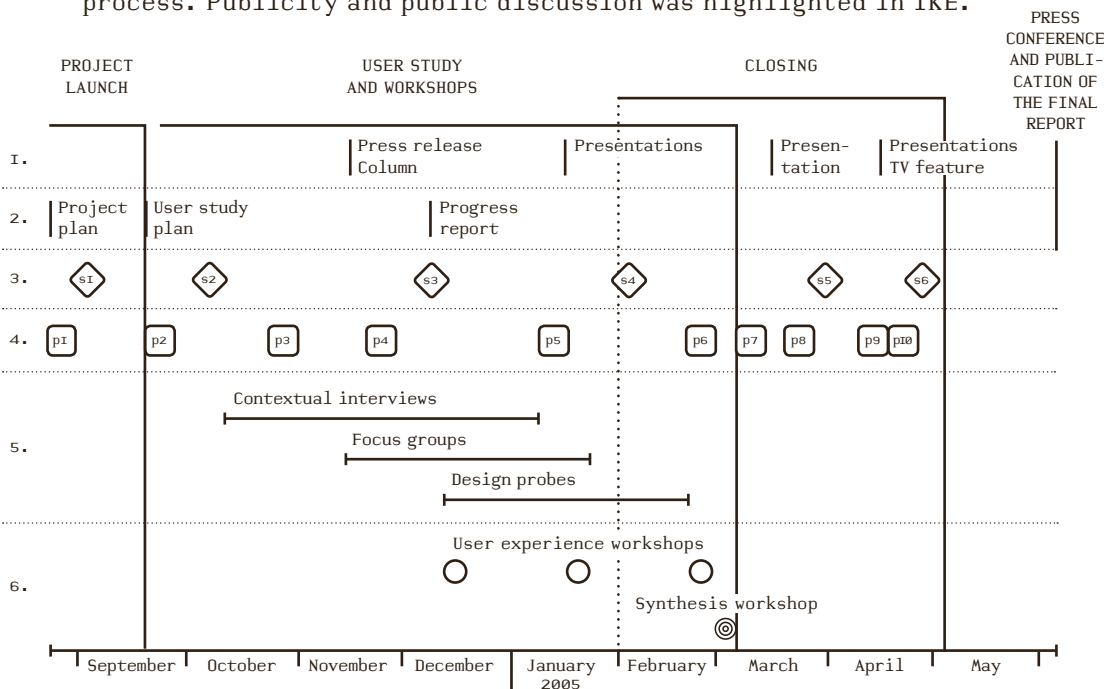 process. Publicity and public discussion was highlighted in IKE.
PRESS
CONFERENCE
AND PUBLI-
CATION OF
THE FINAL
REPORT
PROJECT
LAUNCH
USER STUDY
AND WORKSHOPS
CLOSING
1.
Press release
Column
Presentations
Presen-
tation
Presentations
TV feature
2.
Project
plan
User study
plan
Progress
report
3.
s1
s2
s3
s4
s5
s6
4.
p1
p2
p3
p4
p5
p6
p7
p8
p9
p10
5.
Contextual interviews
Focus groups
Design probes
6.
User experience workshops
Synthesis workshop
September
October
November
December
January
2005
February
March
April
May